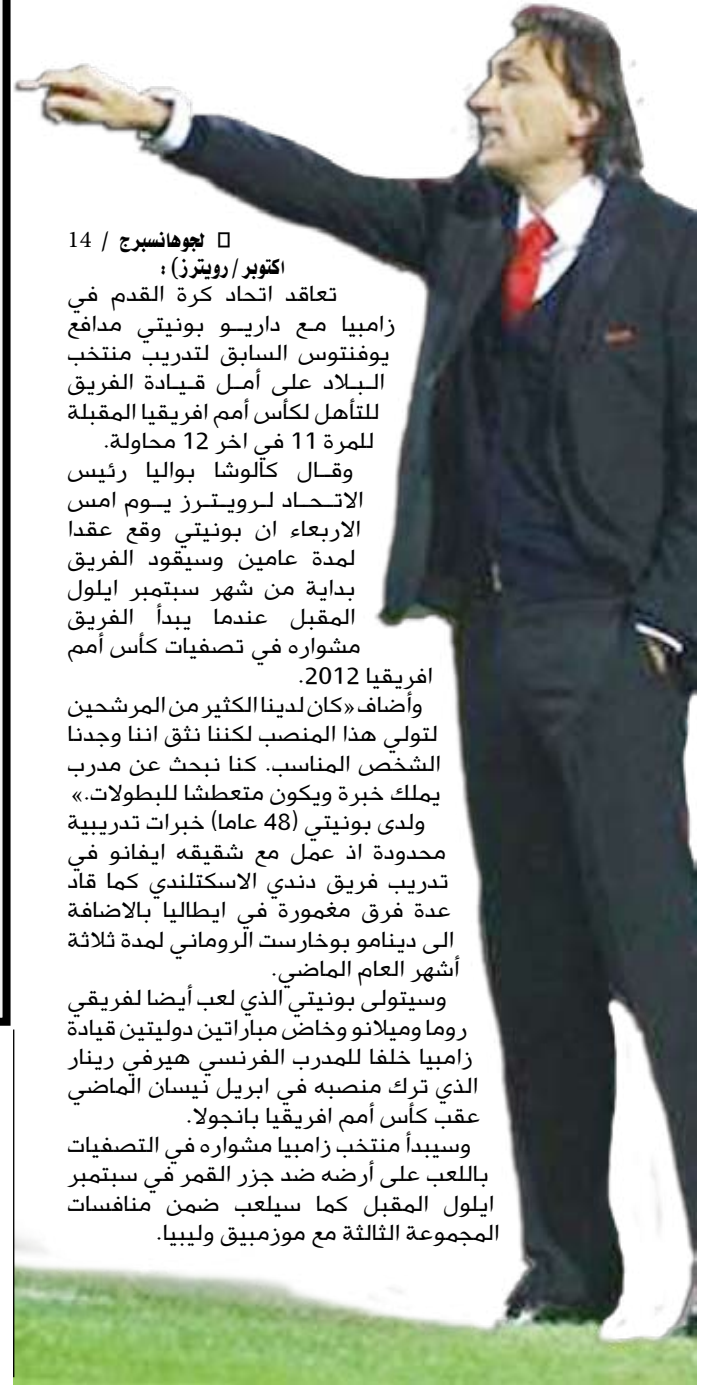 □ لجوهانسبرج / 14
اكتوبر / رويترز) :
تعاقد اتحاد كرة القدم في
زامبيا مع داريو بونيتي مدافع
يوفنتوس السابق لتدريب منتخب
البلاد على أمل قيادة الفريق
للتأهل لكأس أمم افريقيا المقبلة
للمرة 11 في اخر 12 محاولة.
وقال كالوشا بواليا رئيس
الاتحاد لرويترز يوم امس
الاربعاء ان بونيتي وقع عقدا
لمدة عامين وسيقود الفريق
بداية من شهر سبتمبر ايلول
المقبل عندما يبدأ الفريق
مشواره في تصفيات كأس أمم
افريقيا 2012.
وأضاف «كان لدينا الكثير من المرشحين
لتولي هذا المنصب لكننا نثق اننا وجدنا
الشخص المناسب. كنا نبحث عن مدرب
يملك خبرة ويكون متعطشا للبطولات.»
ولدى بونيتي (48 عاما) خبرات تدريبية
محدودة اذ عمل مع شقيقه ايفانو في
تدريب فريق دندي الاسكتلندي كما قاد
عدة فرق مغمورة في ايطاليا بالاضافة
الى دينامو بوخارست الروماني لمدة ثلاثة
أشهر العام الماضي.
وسيتولى بونيتي الذي لعب أيضا لفريقي
روما وميلانو وخاض مباراتين دوليتين قيادة
زامبيا خلفا للمدرب الفرنسي هيرفي رينار
الذي ترك منصبه في ابريل نيسان الماضي
عقب كأس أمم افريقيا بانجولا.
وسيبدأ منتخب زامبيا مشواره في التصفيات
باللعب على أرضه ضد جزر القمر في سبتمبر
ايلول المقبل كما سيلعب ضمن منافسات
المجموعة الثالثة مع موزمبيق وليبيا.